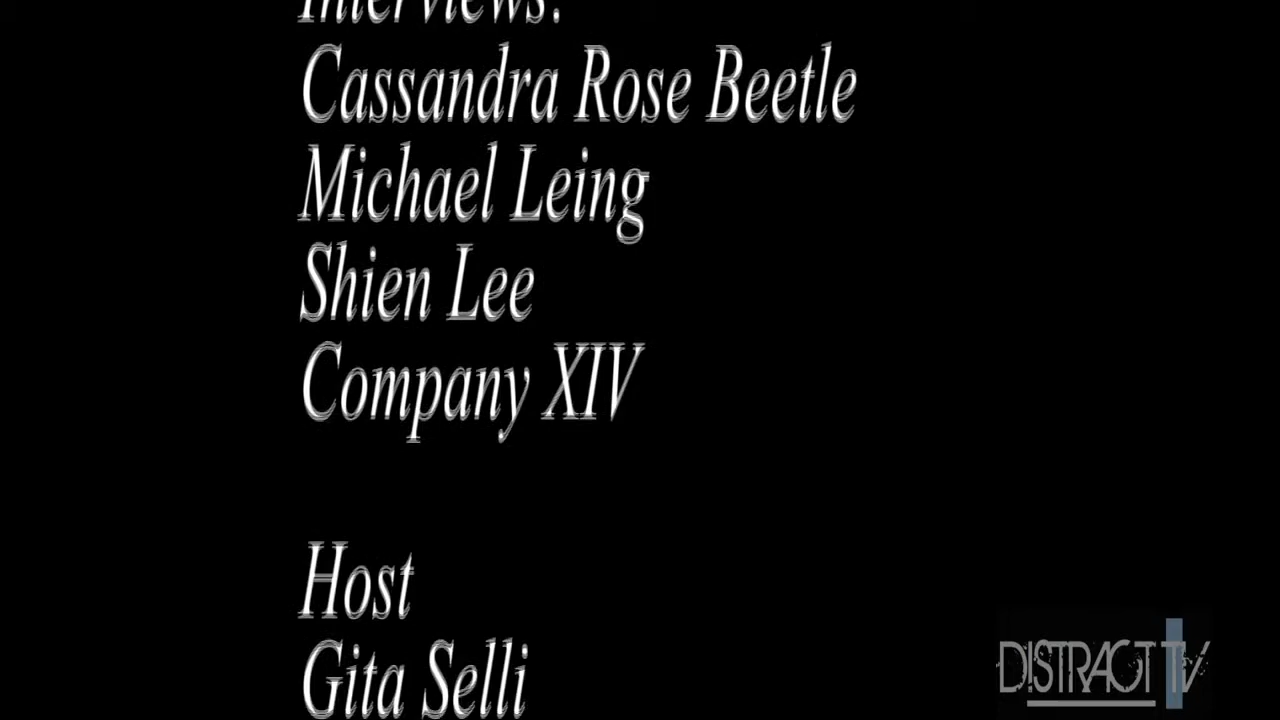 Interviews:
Cassandra Rose Beetle
Michael Leing
Shien Lee
Company XIV
Host
Gita Selli
DISTRACT TV